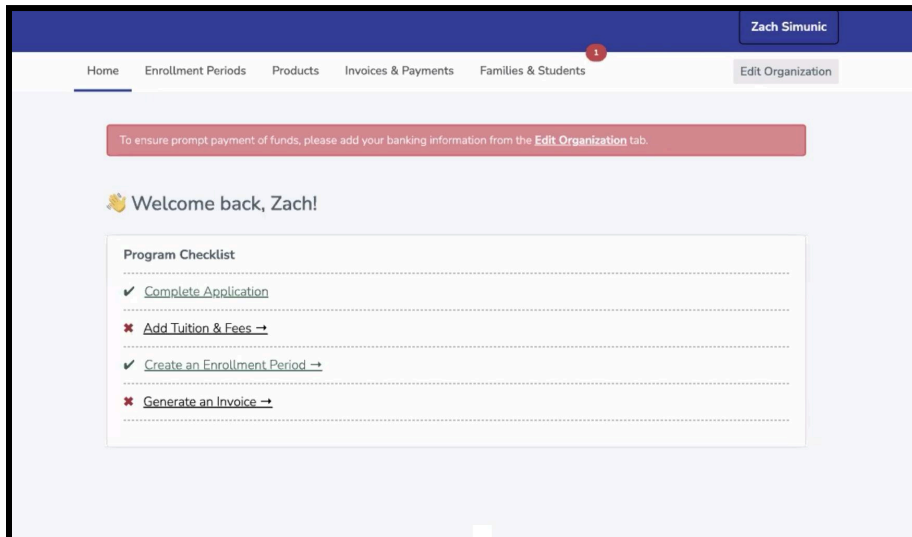 Zach Simunic
1
Home Enrollment Periods Products Invoices & Payments Families & Students Edit Organization
To ensure prompt payment of funds, please add your banking information from the Edit Organization tab.
👋 Welcome back, Zach!
Program Checklist
✔ Complete Application
✖ Add Tuition & Fees →
✔ Create an Enrollment Period →
✖ Generate an Invoice →